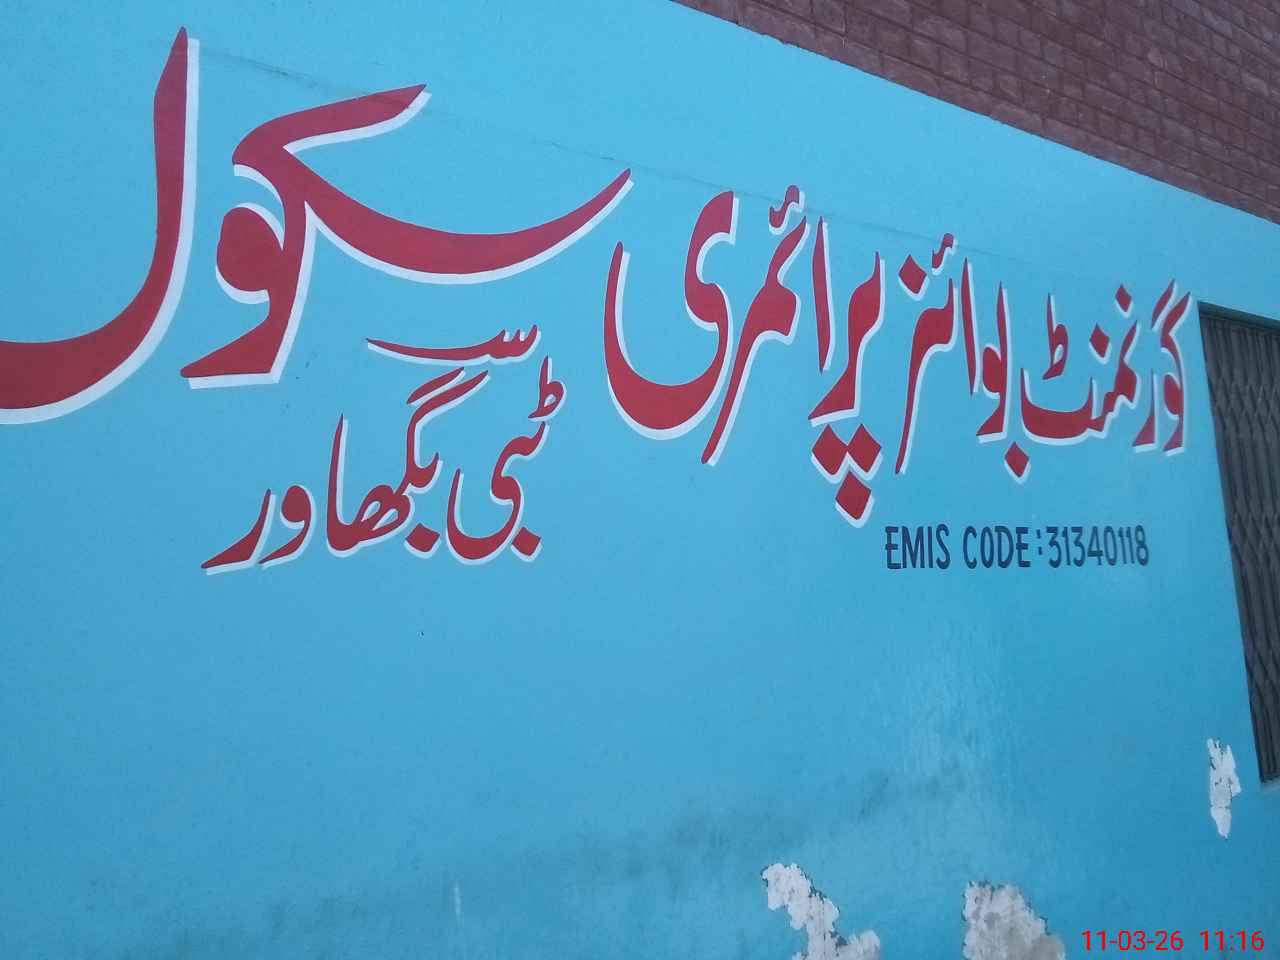 گورنمنٹ بوائز پرائمری سکول
ٹبی بگھاور
EMIS CODE:31340118
11-03-26 11:16